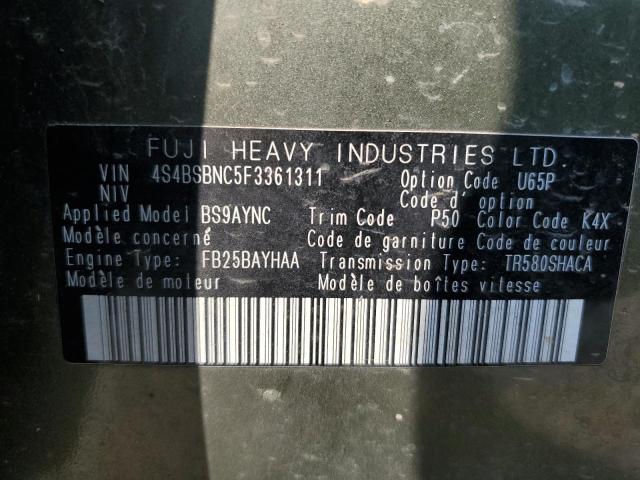 FUJI HEAVY INDUSTRIES LTD.
VIN 4S4BSBNC5F3361311 Option Code U65P
NIV Code d' option
Applied Model BS9AYNC Trim Code P50 Color Code K4X
Modèle concerné Code de garniture Code de couleur
Engine Type: FB25BAYHAA Transmission Type: TR580SHACA
Modèle de moteur Modèle de boîtes vitesse